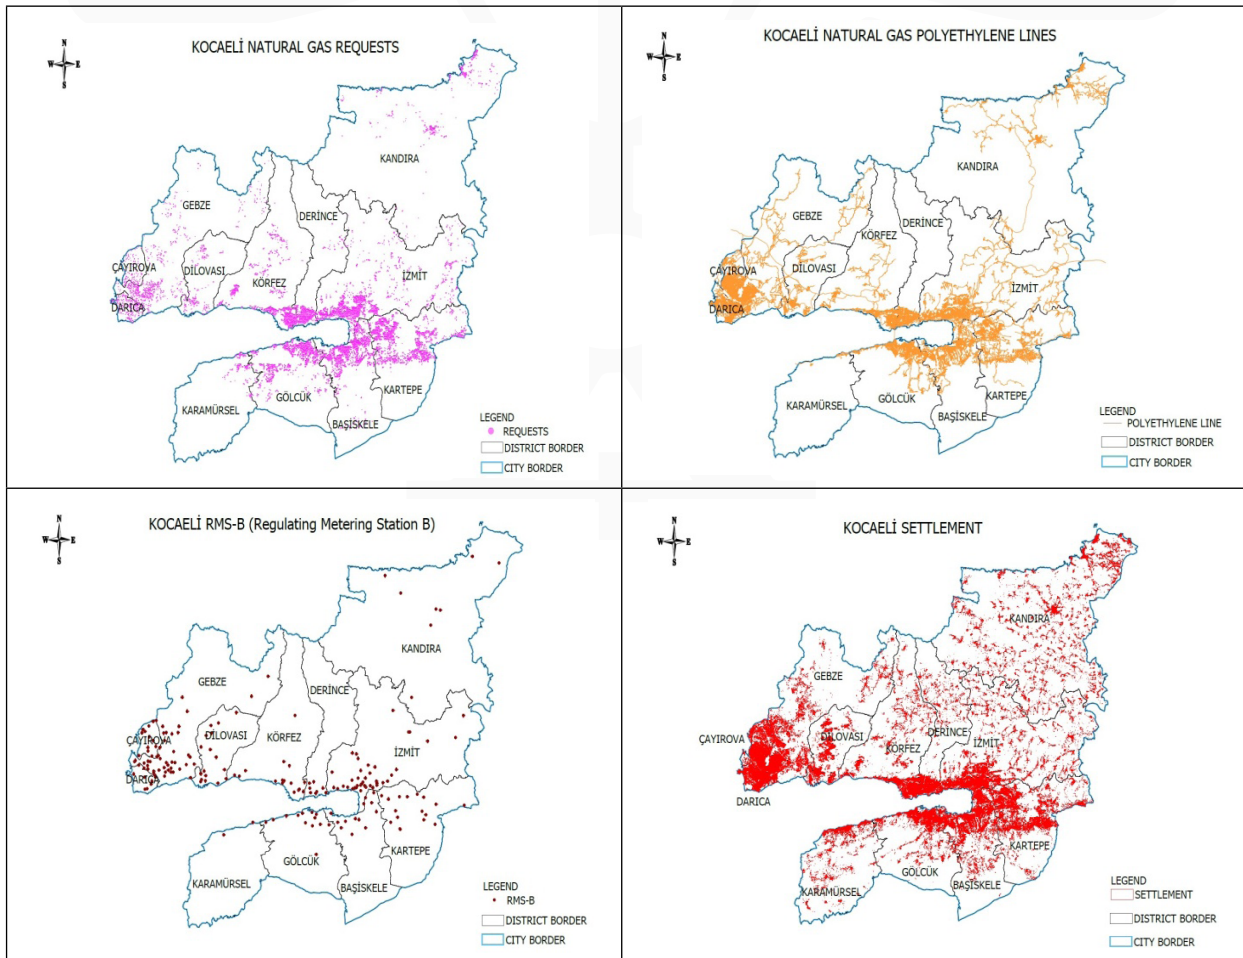 KOCAELİ NATURAL GAS REQUESTS
N
W E
S
KANDIRA
GEBZE
DERİNCE
ÇAYIROVA
DİLOVASI
KÖRFEZ
İZMİT
DARICA
KARAMÜRSEL
GÖLCÜK
KARTEPE
BAŞİSKELE
LEGEND
REQUESTS
DISTRICT BORDER
CITY BORDER
KOCAELİ NATURAL GAS POLYETHYLENE LINES
N
W E
S
KANDIRA
GEBZE
DERİNCE
KÖRFEZ
ÇAYIROVA
DİLOVASI
İZMİT
DARICA
KARAMÜRSEL
GÖLCÜK
KARTEPE
BAŞİSKELE
LEGEND
POLYETHYLENE LINE
DISTRICT BORDER
CITY BORDER
KOCAELİ RMS-B (Regulating Metering Station B)
N
W E
S
KANDIRA
GEBZE
DERİNCE
ÇAYIROVA
DİLOVASI
KÖRFEZ
İZMİT
DARICA
KARTEPE
GÖLCÜK
KARAMÜRSEL
BAŞİSKELE
LEGEND
RMS-B
DISTRICT BORDER
CITY BORDER
KOCAELİ SETTLEMENT
N
W E
S
KANDIRA
GEBZE
ÇAYIROVA
DİLOVASI
DERİNCE
KÖRFEZ
İZMİT
DARICA
KARTEPE
GÖLCÜK
BAŞİSKELE
KARAMÜRSEL
LEGEND
SETTLEMENT
DISTRICT BORDER
CITY BORDER